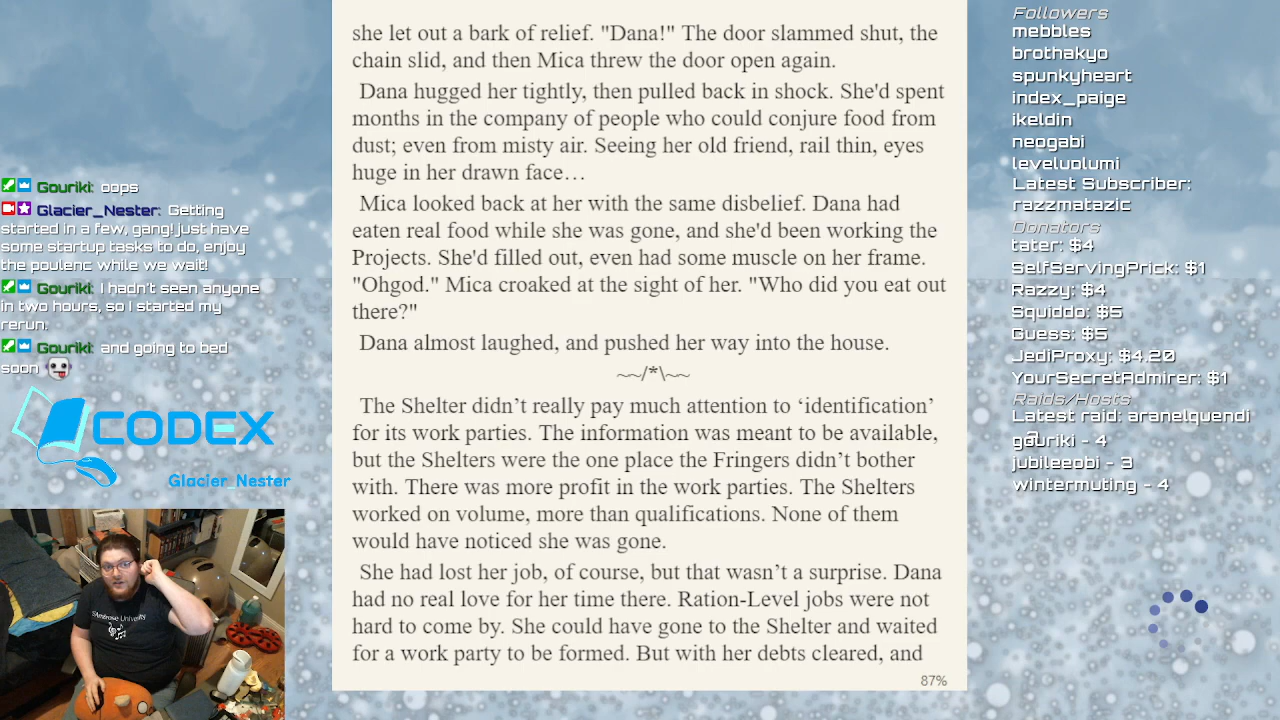 she let out a bark of relief. "Dana!" The door slammed shut, the
chain slid, and then Mica threw the door open again.
Dana hugged her tightly, then pulled back in shock. She'd spent
months in the company of people who could conjure food from
dust; even from misty air. Seeing her old friend, rail thin, eyes
huge in her drawn face…
Mica looked back at her with the same disbelief. Dana had
eaten real food while she was gone, and she'd been working the
Projects. She'd filled out, even had some muscle on her frame.
"Ohgod." Mica croaked at the sight of her. "Who did you eat out
there?"
Dana almost laughed, and pushed her way into the house.
~~/*\~~
The Shelter didn’t really pay much attention to ‘identification’
for its work parties. The information was meant to be available,
but the Shelters were the one place the Fringers didn’t bother
with. There was more profit in the work parties. The Shelters
worked on volume, more than qualifications. None of them
would have noticed she was gone.
She had lost her job, of course, but that wasn’t a surprise. Dana
had no real love for her time there. Ration-Level jobs were not
hard to come by. She could have gone to the Shelter and waited
for a work party to be formed. But with her debts cleared, and
87%
Gouriki: oops
Glacier_Nester: Getting
started in a few, gang! just have
some startup tasks to do, enjoy
the poulenc while we wait!
Gouriki: I hadn't seen anyone
in two hours, so I started my
rerun.
Gouriki: and going to bed
soon
CODEX
Glacier_Nester
St. Ambrose University
Followers
mebbles
brothakyo
spunkyheart
index_paige
ikeldin
neogabi
leveluplumi
Latest Subscriber:
razzmatazic
Donators
tater: $4
SelfServingPrick: $1
Razzy: $4
Squiddo: $5
Guess: $5
JediProxy: $4.20
YourSecretAdmirer: $1
Raids/Hosts
Latest raid: aranelquendi
gouriki - 4
jubileeobi - 3
wintermuting - 4